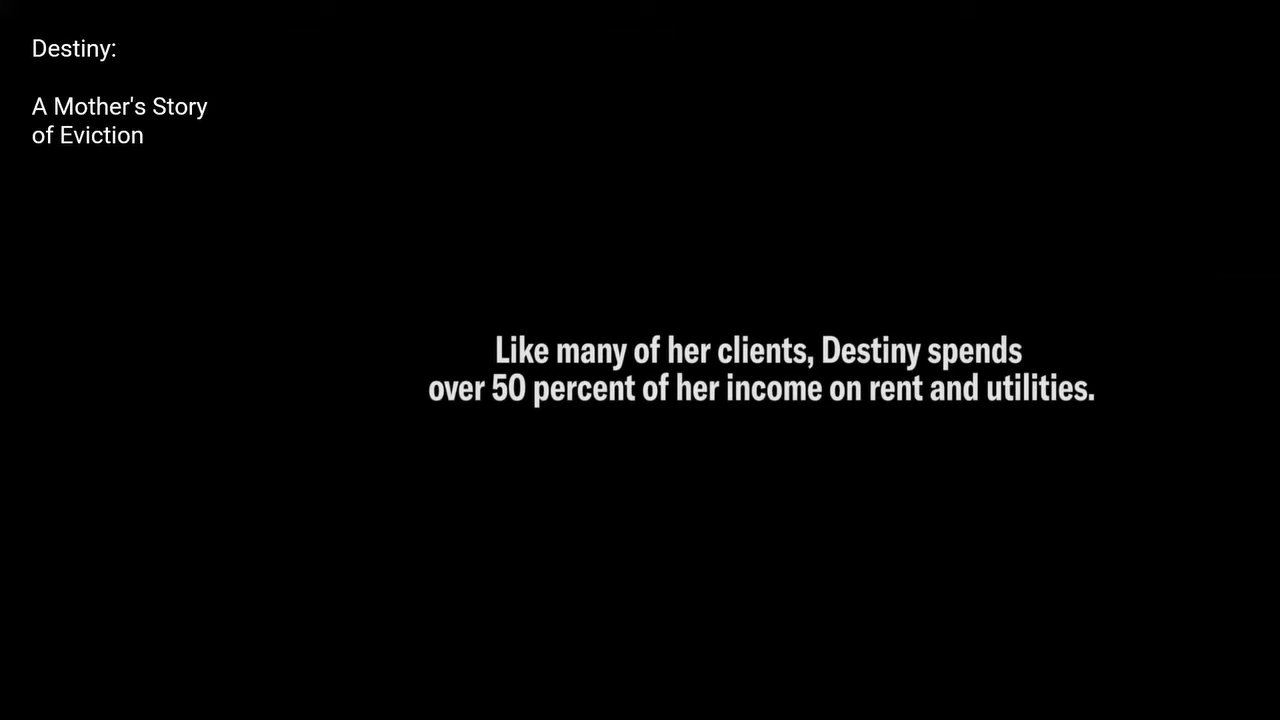 Destiny:
A Mother's Story
of Eviction
Like many of her clients, Destiny spends
over 50 percent of her income on rent and utilities.